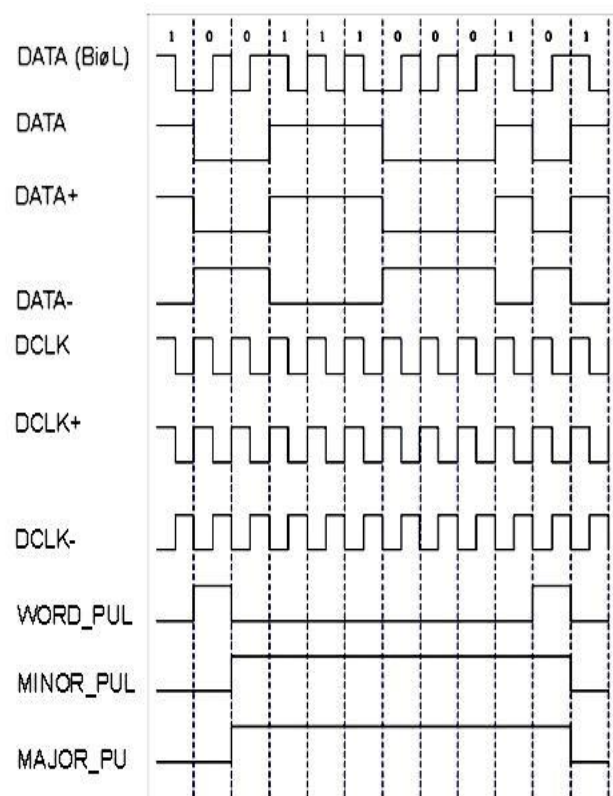 1 0 0 1 1 1 0 0 0 1 0 1
DATA (BiøL)
DATA
DATA+
DATA-
DCLK
DCLK+
DCLK-
WORD_PUL
MINOR_PUL
MAJOR_PU